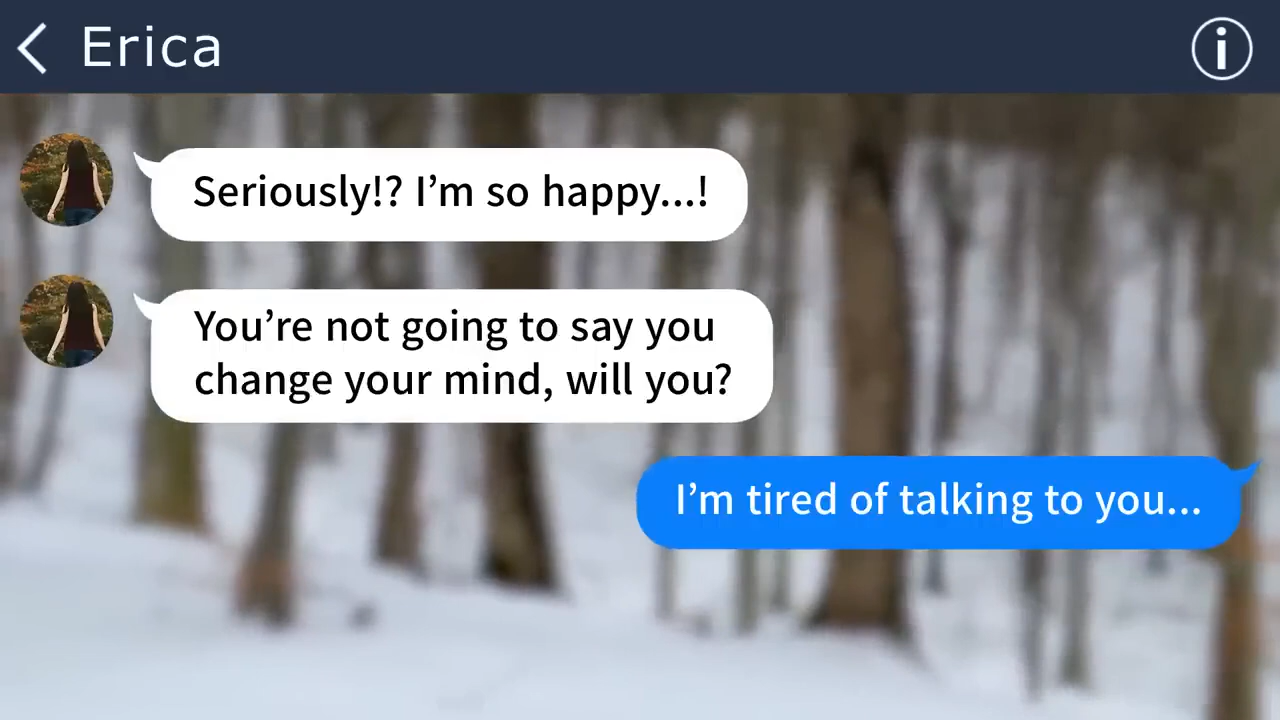 Erica
Seriously!? I’m so happy...!
You’re not going to say you
change your mind, will you?
I’m tired of talking to you...